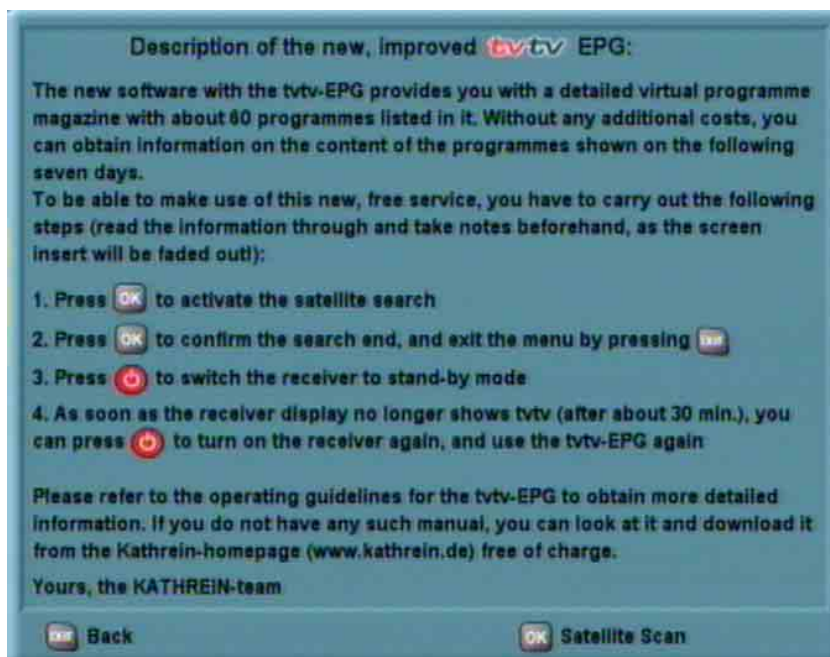 Description of the new, improved tvtv EPG:
The new software with the tvtv-EPG provides you with a detailed virtual programme
magazine with about 60 programmes listed in it. Without any additional costs, you
can obtain information on the content of the programmes shown on the following
seven days.
To be able to make use of this new, free service, you have to carry out the following
steps (read the information through and take notes beforehand, as the screen
insert will be faded out!):
1. Press OK to activate the satellite search
2. Press OK to confirm the search end, and exit the menu by pressing EXIT
3. Press to switch the receiver to stand-by mode
4. As soon as the receiver display no longer shows tvtv (after about 30 min.), you
can press to turn on the receiver again, and use the tvtv-EPG again
Please refer to the operating guidelines for the tvtv-EPG to obtain more detailed
information. If you do not have any such manual, you can look at it and download it
from the Kathrein-homepage (www.kathrein.de) free of charge.
Yours, the KATHREIN-team
EXIT Back
OK Satellite Scan